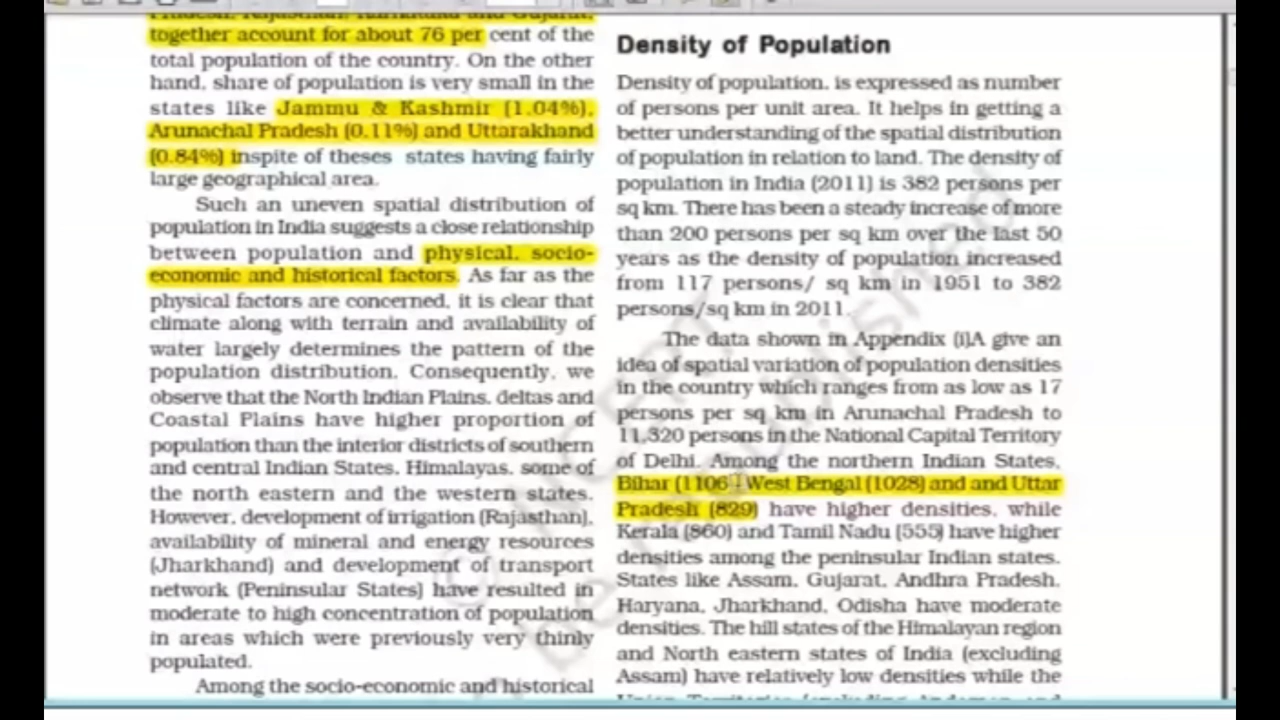 Pradesh, Rajasthan, Karnataka and Gujarat,
together account for about 76 per cent of the
total population of the country. On the other
hand, share of population is very small in the
states like Jammu & Kashmir (1.04%),
Arunachal Pradesh (0.11%) and Uttarakhand
(0.84%) inspite of theses states having fairly
large geographical area.
Such an uneven spatial distribution of
population in India suggests a close relationship
between population and physical, socio-
economic and historical factors. As far as the
physical factors are concerned, it is clear that
climate along with terrain and availability of
water largely determines the pattern of the
population distribution. Consequently, we
observe that the North Indian Plains, deltas and
Coastal Plains have higher proportion of
population than the interior districts of southern
and central Indian States, Himalayas, some of
the north eastern and the western states.
However, development of irrigation (Rajasthan),
availability of mineral and energy resources
(Jharkhand) and development of transport
network (Peninsular States) have resulted in
moderate to high concentration of population
in areas which were previously very thinly
populated.
Among the socio-economic and historical
Density of Population
Density of population, is expressed as number
of persons per unit area. It helps in getting a
better understanding of the spatial distribution
of population in relation to land. The density of
population in India (2011) is 382 persons per
sq km. There has been a steady increase of more
than 200 persons per sq km over the last 50
years as the density of population increased
from 117 persons/ sq km in 1951 to 382
persons/sq km in 2011.
The data shown in Appendix (i)A give an
idea of spatial variation of population densities
in the country which ranges from as low as 17
persons per sq km in Arunachal Pradesh to
11,320 persons in the National Capital Territory
of Delhi. Among the northern Indian States,
Bihar (1106 West Bengal (1028) and and Uttar
Pradesh (829) have higher densities, while
Kerala (860) and Tamil Nadu (555) have higher
densities among the peninsular Indian states.
States like Assam, Gujarat, Andhra Pradesh,
Haryana, Jharkhand, Odisha have moderate
densities. The hill states of the Himalayan region
and North eastern states of India (excluding
Assam) have relatively low densities while the
© NCERT
be republished